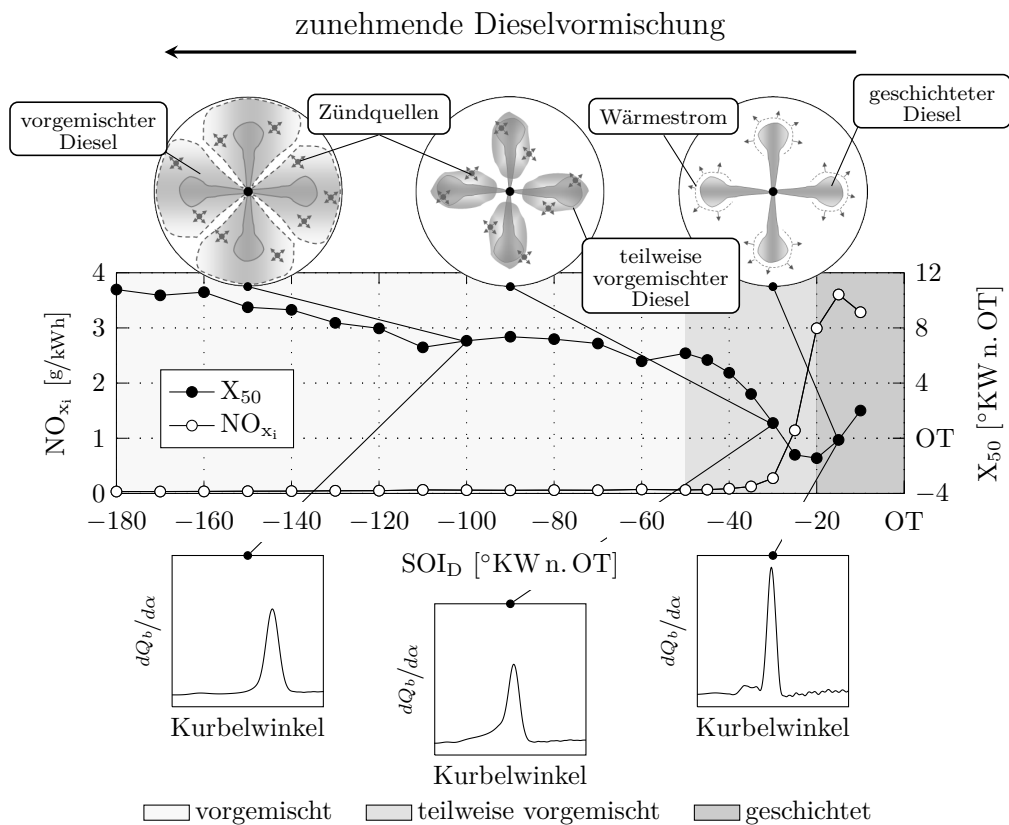 zunehmende Dieselvormischung
vorgemischter
Diesel
Zündquellen
Wärmestrom
geschichteter
Diesel
teilweise
vorgemischter
Diesel
4
3
2
1
0
NOxi [g/kWh]
12
8
4
OT
−4
X50 [°KW n. OT]
X50
NOxi
−180
−160
−140
−120
−100
−80
−60
−40
−20
OT
SOID [°KW n. OT]
dQb/dα
Kurbelwinkel
dQb/dα
Kurbelwinkel
dQb/dα
Kurbelwinkel
vorgemischt
teilweise vorgemischt
geschichtet